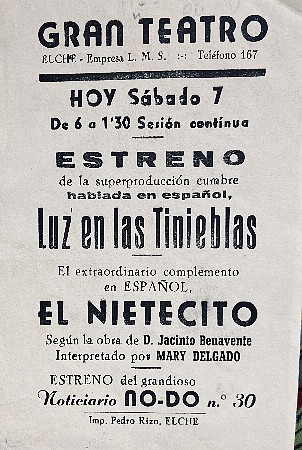 GRAN TEATRO
ELCHE - Empresa L. M. S. :-: Teléfono 167
HOY Sábado 7
De 6 a 1'30 Sesión contínua
ESTRENO
de la superproducción cumbre
hablada en español,
Luz en las Tinieblas
El extraordinario complemento
en ESPAÑOL,
EL NIETECITO
Según la obra de D. Jacinto Benavente
Interpretado por MARY DELGADO
ESTRENO del grandioso
Noticiario NO-DO n.º 30
Imp. Pedro Rizo, ELCHE